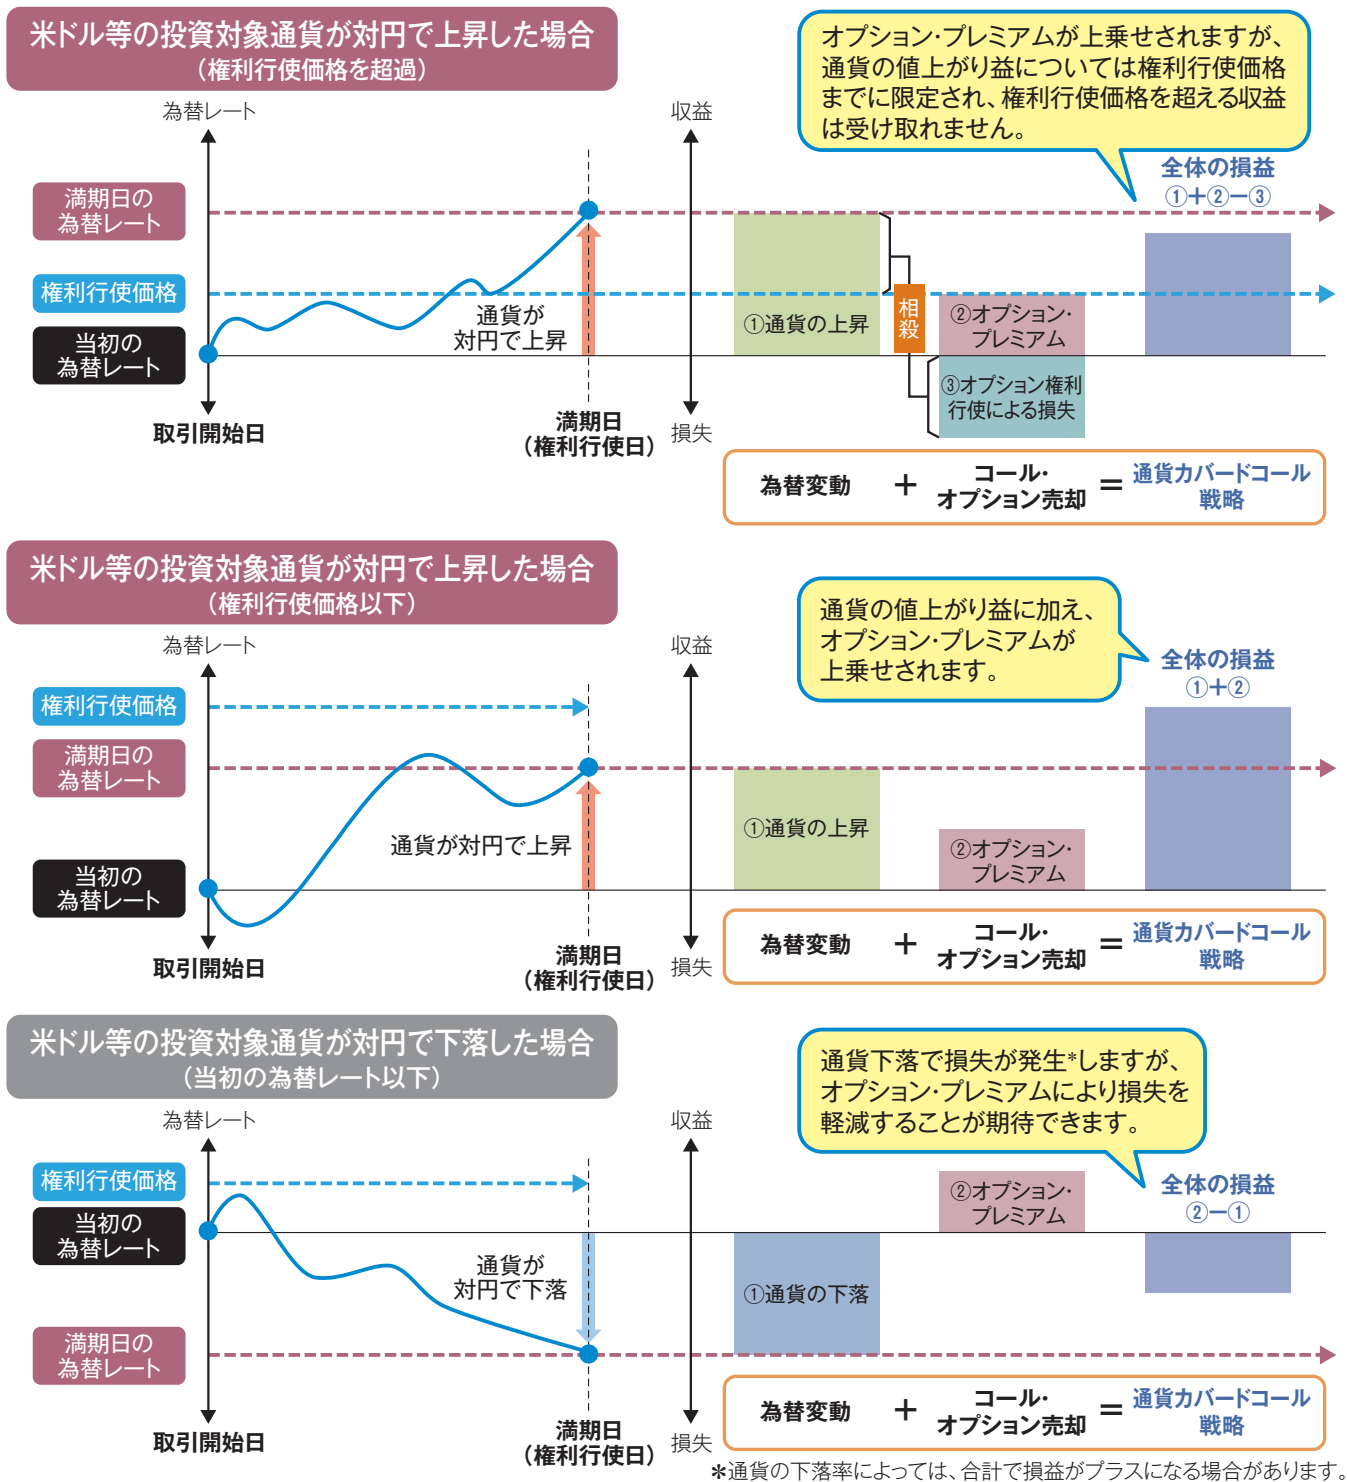 米ドル等の投資対象通貨が対円で上昇した場合
（権利行使価格を超過）
オプション・プレミアムが上乗せされますが、
通貨の値上がり益については権利行使価格
までに限定され、権利行使価格を超える収益
は受け取れません。
為替レート
収益
全体の損益
①＋②－③
満期日の
為替レート
権利行使価格
当初の
為替レート
通貨が
対円で上昇
①通貨の上昇
相殺
②オプション・
プレミアム
③オプション権利
行使による損失
取引開始日
満期日
（権利行使日）
損失
為替変動
＋
コール・
オプション売却
＝
通貨カバードコール
戦略
米ドル等の投資対象通貨が対円で上昇した場合
（権利行使価格以下）
通貨の値上がり益に加え、
オプション・プレミアムが
上乗せされます。
為替レート
収益
全体の損益
①＋②
権利行使価格
満期日の
為替レート
当初の
為替レート
通貨が対円で上昇
①通貨の上昇
②オプション・
プレミアム
取引開始日
満期日
（権利行使日）
損失
為替変動
＋
コール・
オプション売却
＝
通貨カバードコール
戦略
米ドル等の投資対象通貨が対円で下落した場合
（当初の為替レート以下）
通貨下落で損失が発生*しますが、
オプション・プレミアムにより損失を
軽減することが期待できます。
為替レート
収益
全体の損益
②－①
権利行使価格
当初の
為替レート
満期日の
為替レート
通貨が
対円で下落
①通貨の下落
②オプション・
プレミアム
取引開始日
満期日
（権利行使日）
損失
為替変動
＋
コール・
オプション売却
＝
通貨カバードコール
戦略
＊通貨の下落率によっては、合計で損益がプラスになる場合があります。